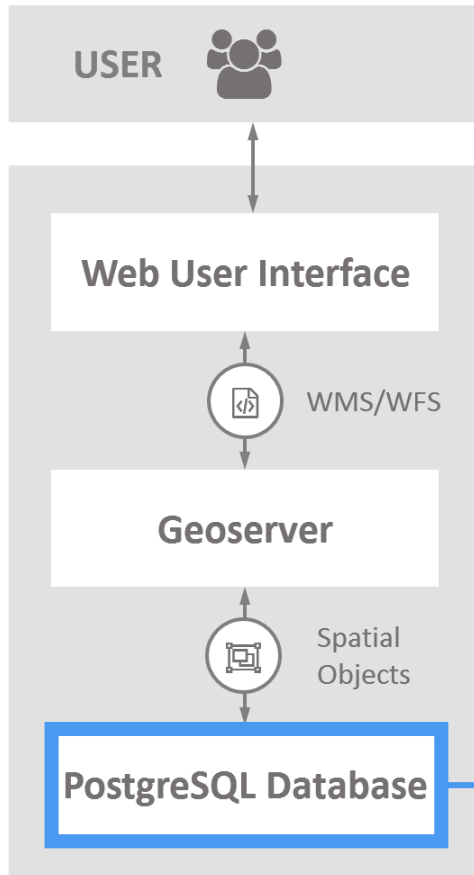 USER
Web User Interface
WMS/WFS
Geoserver
Spatial
Objects
PostgreSQL Database